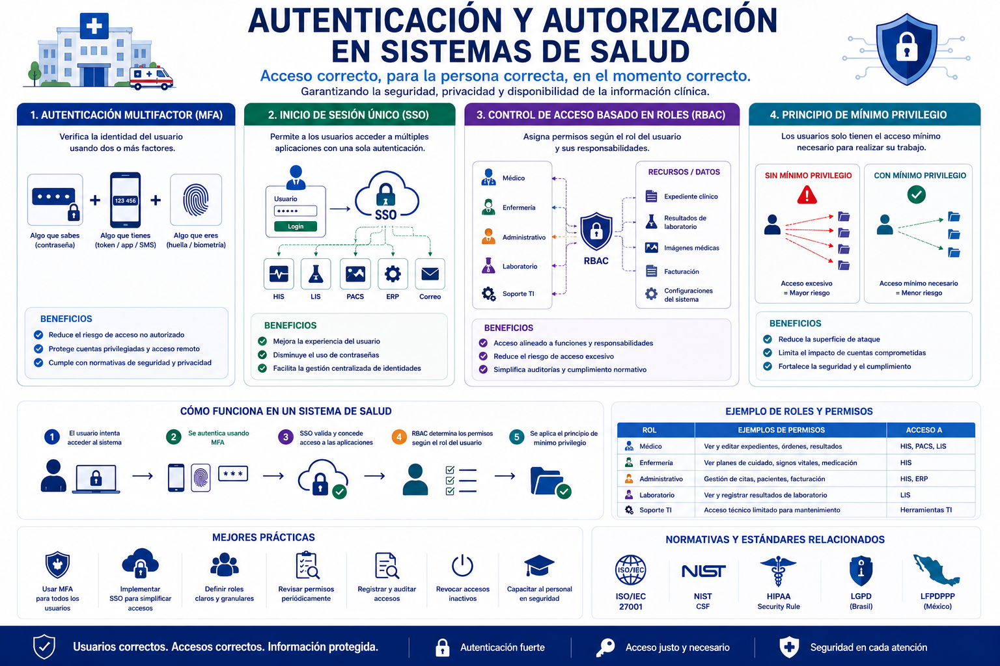 AUTENTICACIÓN Y AUTORIZACIÓN
EN SISTEMAS DE SALUD
Acceso correcto, para la persona correcta, en el momento correcto.
Garantizando la seguridad, privacidad y disponibilidad de la información clínica.
1. AUTENTICACIÓN MULTIFACTOR (MFA)
Verifica la identidad del usuario
usando dos o más factores.
123 456
Algo que sabes
(contraseña)
Algo que tienes
(token / app / SMS)
Algo que eres
(huella / biometría)
BENEFICIOS
Reduce el riesgo de acceso no autorizado
Protege cuentas privilegiadas y acceso remoto
Cumple con normativas de seguridad y privacidad
2. INICIO DE SESIÓN ÚNICO (SSO)
Permite a los usuarios acceder a múltiples
aplicaciones con una sola autenticación.
Usuario
Login
SSO
HIS
LIS
PACS
ERP
Correo
BENEFICIOS
Mejora la experiencia del usuario
Disminuye el uso de contraseñas
Facilita la gestión centralizada de identidades
3. CONTROL DE ACCESO BASADO EN ROLES (RBAC)
Asigna permisos según el rol del usuario
y sus responsabilidades.
Médico
Enfermería
Administrativo
Laboratorio
Soporte TI
RBAC
RECURSOS / DATOS
Expediente clínico
Resultados de
laboratorio
Imágenes médicas
Facturación
Configuraciones
del sistema
BENEFICIOS
Acceso alineado a funciones y responsabilidades
Reduce el riesgo de acceso excesivo
Simplifica auditorías y cumplimiento normativo
4. PRINCIPIO DE MÍNIMO PRIVILEGIO
Los usuarios solo tienen el acceso mínimo
necesario para realizar su trabajo.
SIN MÍNIMO PRIVILEGIO
Acceso excesivo
= Mayor riesgo
CON MÍNIMO PRIVILEGIO
Acceso mínimo necesario
= Menor riesgo
BENEFICIOS
Reduce la superficie de ataque
Limita el impacto de cuentas comprometidas
Fortalece la seguridad y el cumplimiento
CÓMO FUNCIONA EN UN SISTEMA DE SALUD
1 El usuario intenta
acceder al sistema
2 Se autentica usando
MFA
3 SSO valida y concede
acceso a las aplicaciones
4 RBAC determina los permisos
según el rol del usuario
5 Se aplica el principio de
mínimo privilegio
EJEMPLO DE ROLES Y PERMISOS
ROL EJEMPLOS DE PERMISOS ACCESO A
Médico Ver y editar expedientes, órdenes, resultados HIS, PACS, LIS
Enfermería Ver planes de cuidado, signos vitales, medicación HIS
Administrativo Gestión de citas, pacientes, facturación HIS, ERP
Laboratorio Ver y registrar resultados de laboratorio LIS
Soporte TI Acceso técnico limitado para mantenimiento Herramientas TI
MEJORES PRÁCTICAS
Usar MFA
para todos los
usuarios
Implementar
SSO para simplificar
accesos
Definir roles
claros y granulares
Revisar permisos
periódicamente
Registrar y auditar
accesos
Revocar accesos
inactivos
Capacitar al personal
en seguridad
NORMATIVAS Y ESTÁNDARES RELACIONADOS
ISO/IEC
ISO/IEC
27001
NIST
NIST
CSF
HIPAA
Security Rule
LGPD
(Brasil)
LFPDPPP
(México)
Usuarios correctos. Accesos correctos. Información protegida.
Autenticación fuerte
Acceso justo y necesario
Seguridad en cada atención